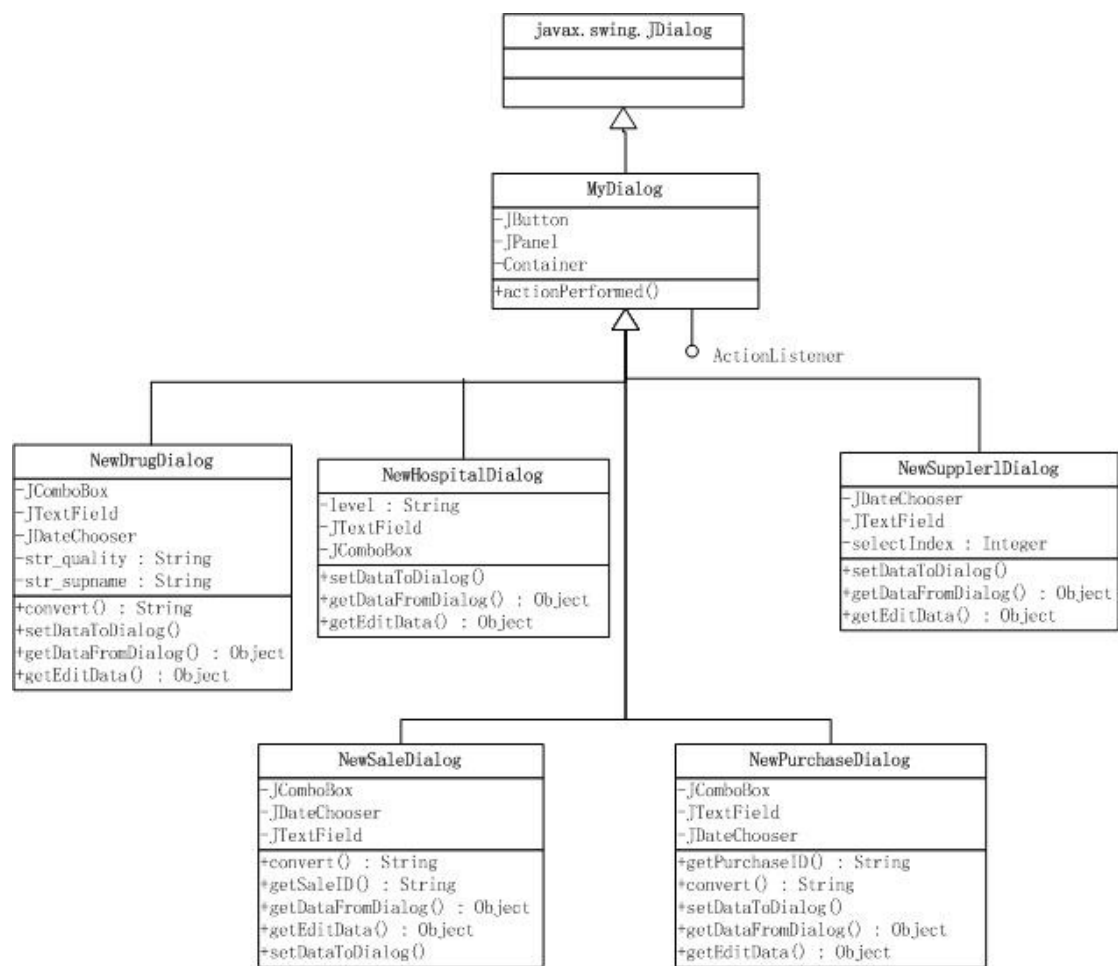 javax.swing.JDialog
MyDialog
-JButton
-JPanel
-Container
+actionPerformed()
ActionListener
NewDrugDialog
-JComboBox
-JTextField
-JDateChooser
-str_quality : String
-str_supname : String
+convert() : String
+setDataToDialog()
+getDataFromDialog() : Object
+getEditData() : Object
NewHospitalDialog
-level : String
-JTextField
-JComboBox
+setDataToDialog()
+getDataFromDialog() : Object
+getEditData() : Object
NewSupplerlDialog
-JDateChooser
-JTextField
-selectIndex : Integer
+setDataToDialog()
+getDataFromDialog() : Object
+getEditData() : Object
NewSaleDialog
-JComboBox
-JDateChooser
-JTextField
+convert() : String
+getSaleID() : String
+getDataFromDialog() : Object
+getEditData() : Object
+setDataToDialog()
NewPurchaseDialog
-JComboBox
-JTextField
-JDateChooser
+getPurchaseID() : String
+convert() : String
+setDataToDialog()
+getDataFromDialog() : Object
+getEditData() : Object